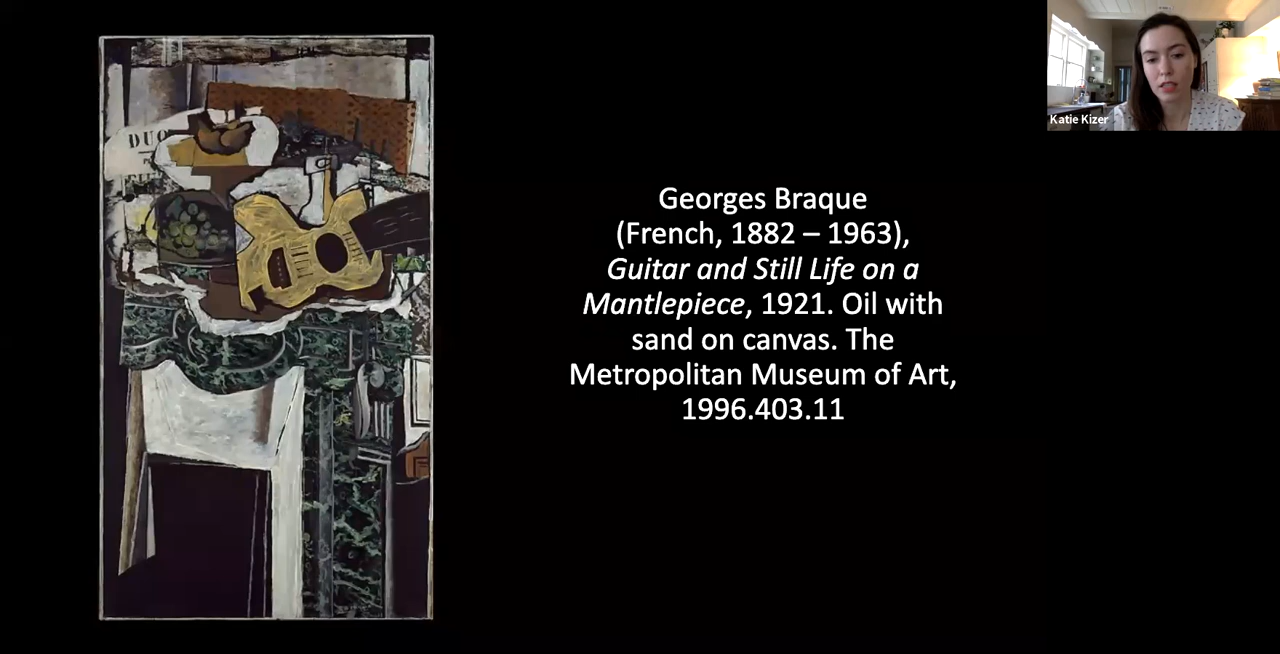 DUO
Katie Kizer
Georges Braque
(French, 1882 – 1963),
Guitar and Still Life on a
Mantlepiece, 1921. Oil with
sand on canvas. The
Metropolitan Museum of Art,
1996.403.11